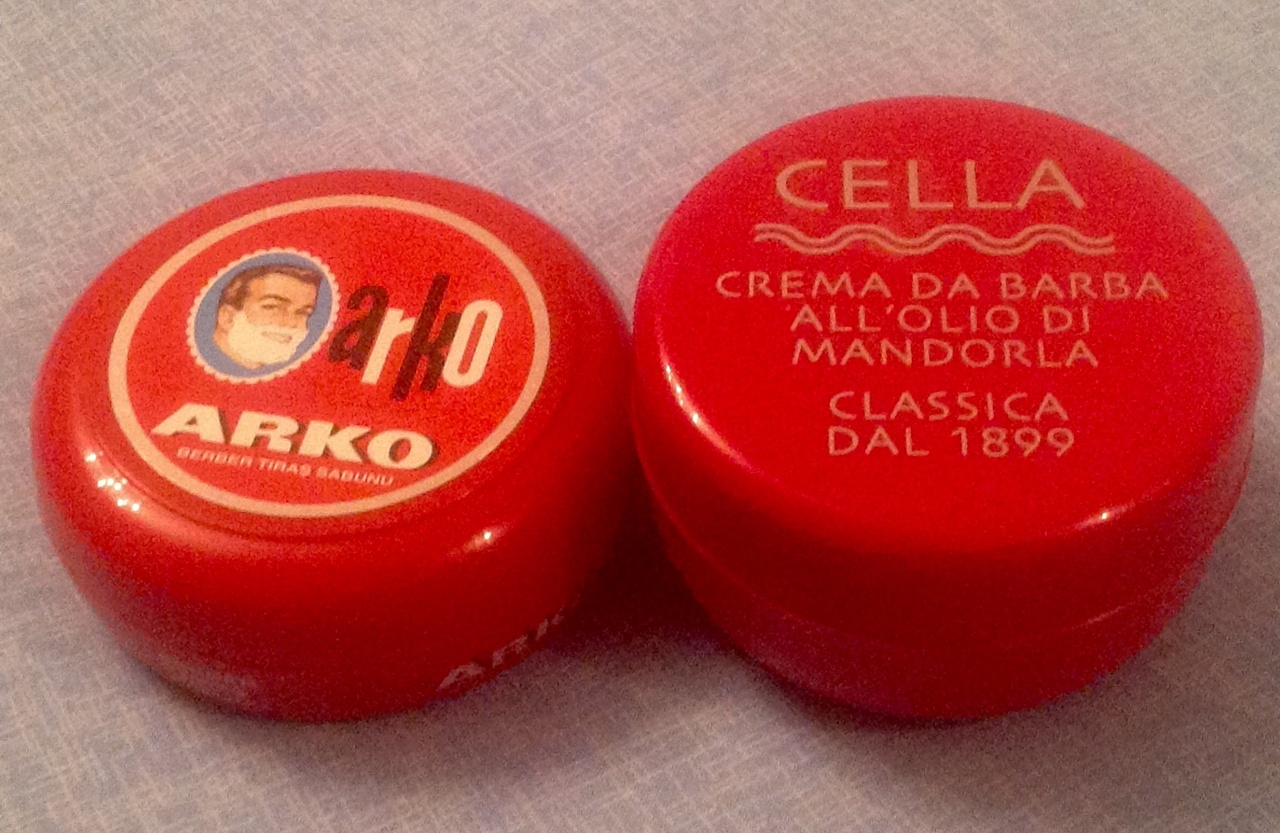 arko
ARKO
BERBER TIRAŞ SABUNU
CELLA
CREMA DA BARBA
ALL'OLIO DI
MANDORLA
CLASSICA
DAL 1899